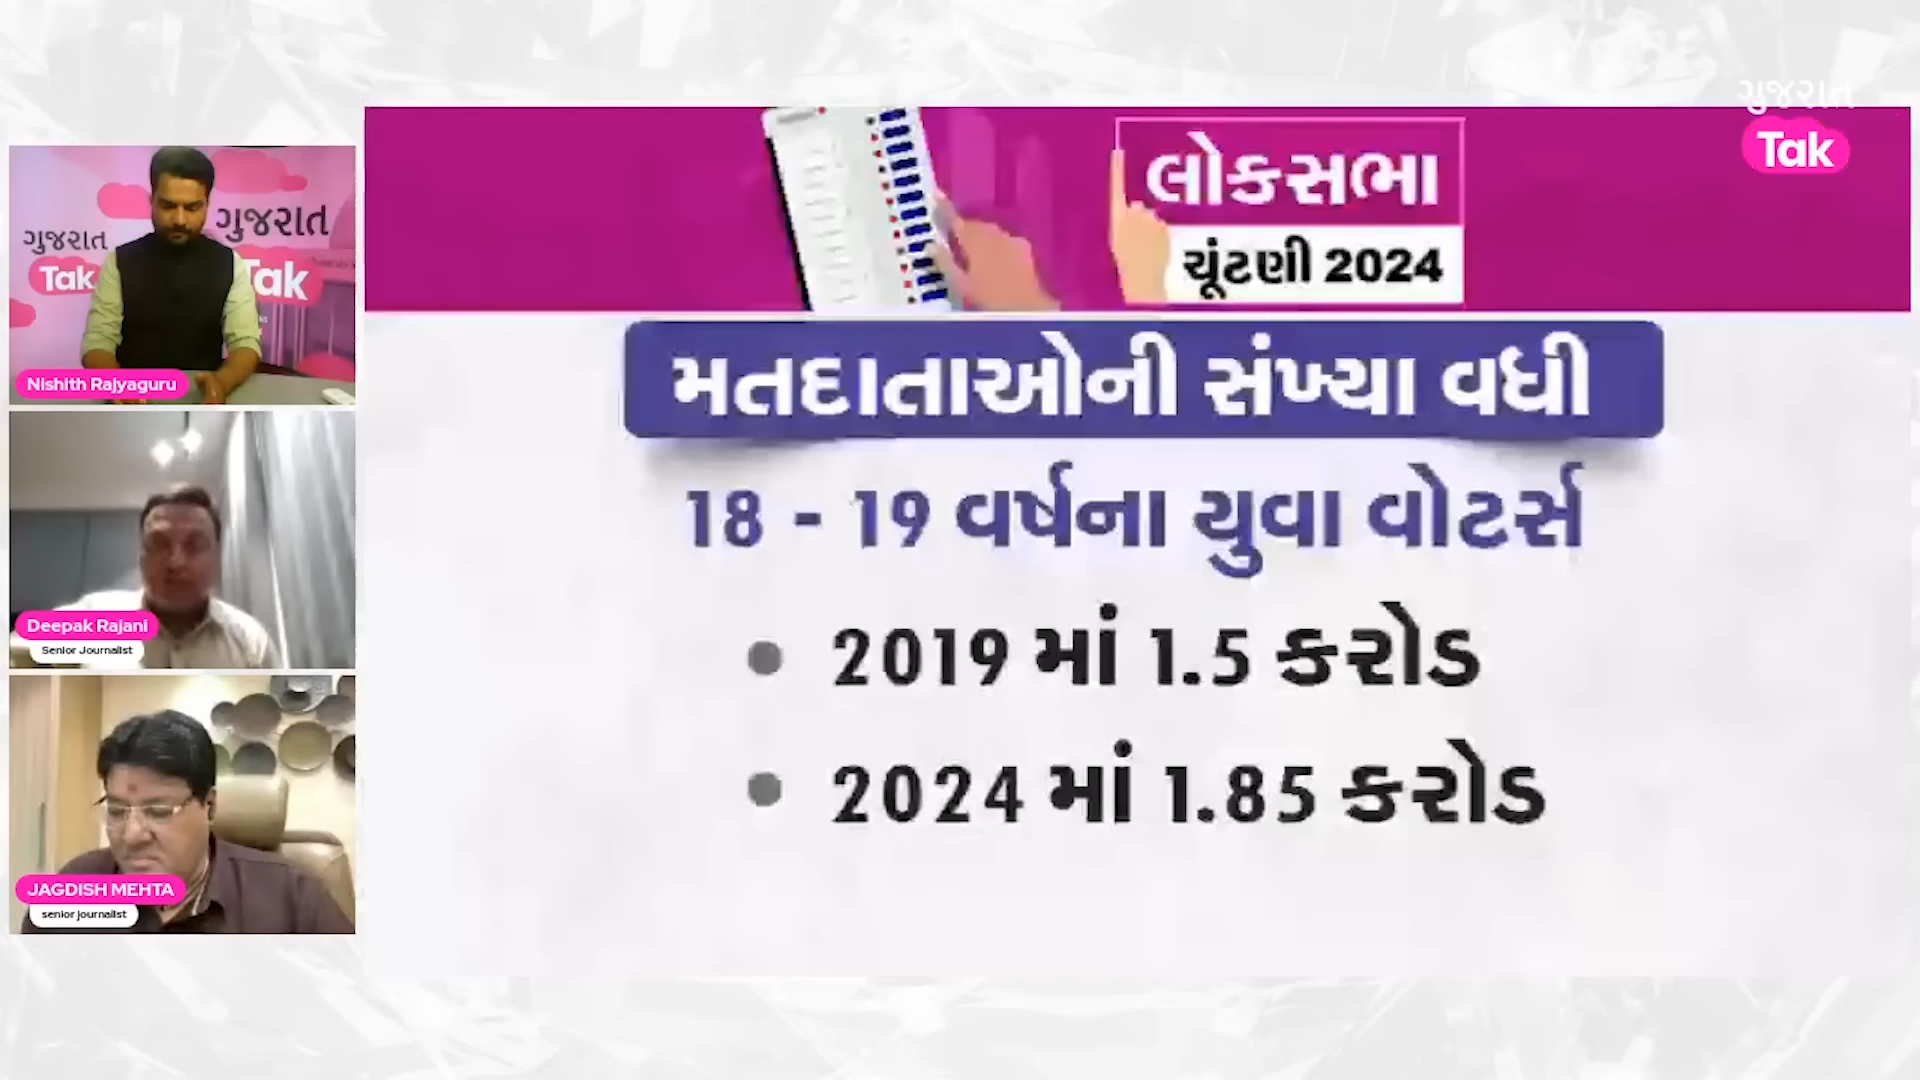 ગુજરાત
Tak
લોકસભા
ચૂંટણી 2024
મતદાતાઓની સંખ્યા વધી
18 - 19 વર્ષના યુવા વોટર્સ
2019 માં 1.5 કરોડ
2024 માં 1.85 કરોડ
ગુજરાત
Tak
ગુજરાત
Tak
Nishith Rajyaguru
Deepak Rajani
Senior Journalist
JAGDISH MEHTA
senior journalist